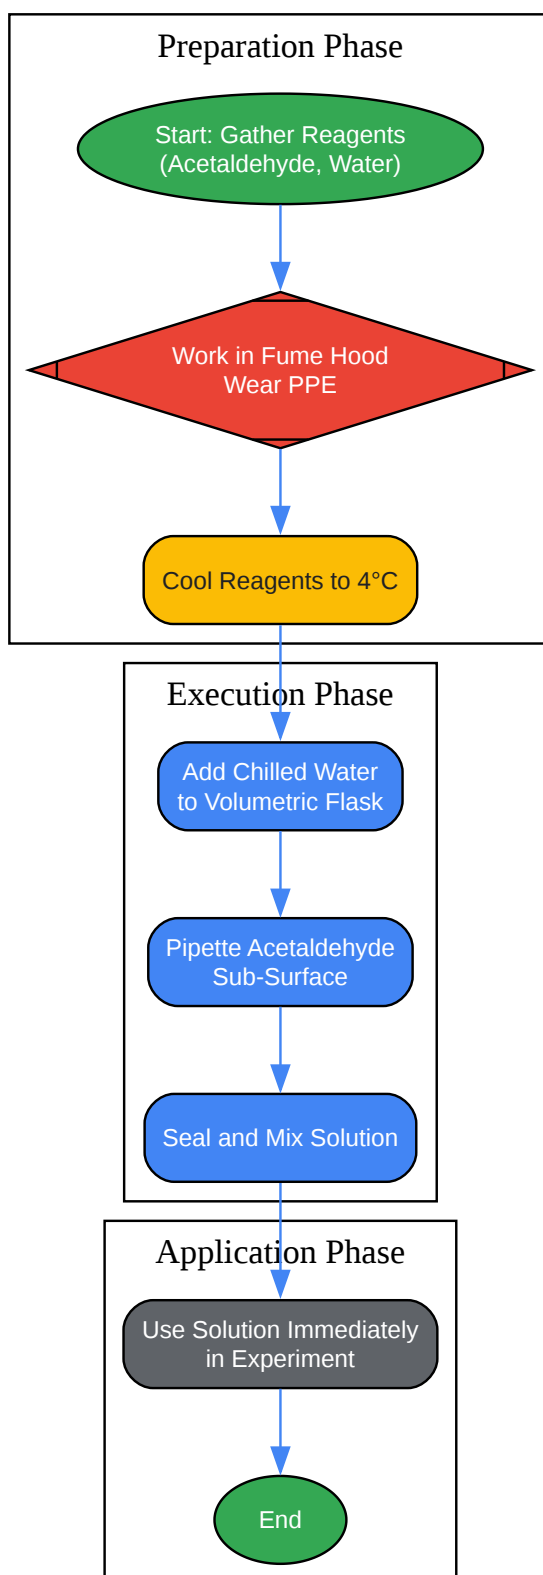 Preparation Phase
Start: Gather Reagents
(Acetaldehyde, Water)
Work in Fume Hood
Wear PPE
Cool Reagents to 4°C
Execution Phase
Add Chilled Water
to Volumetric Flask
Pipette Acetaldehyde
Sub-Surface
Seal and Mix Solution
Application Phase
Use Solution Immediately
in Experiment
End